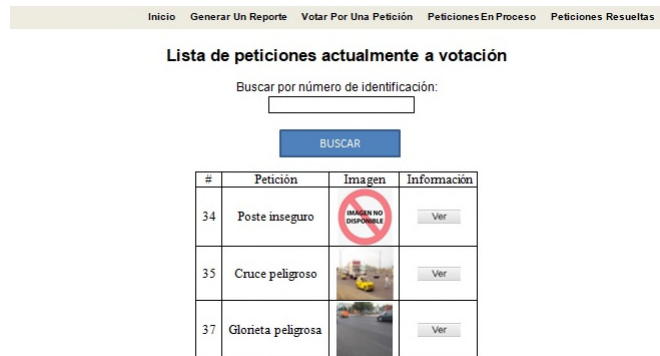 Inicio Generar Un Reporte Votar Por Una Petición Peticiones En Proceso Peticiones Resueltas
Lista de peticiones actualmente a votación
Buscar por número de identificación:
BUSCAR
# Petición Imagen Información
34 Poste inseguro IMAGEN NO DISPONIBLE Ver
35 Cruce peligroso Ver
37 Glorieta peligrosa Ver